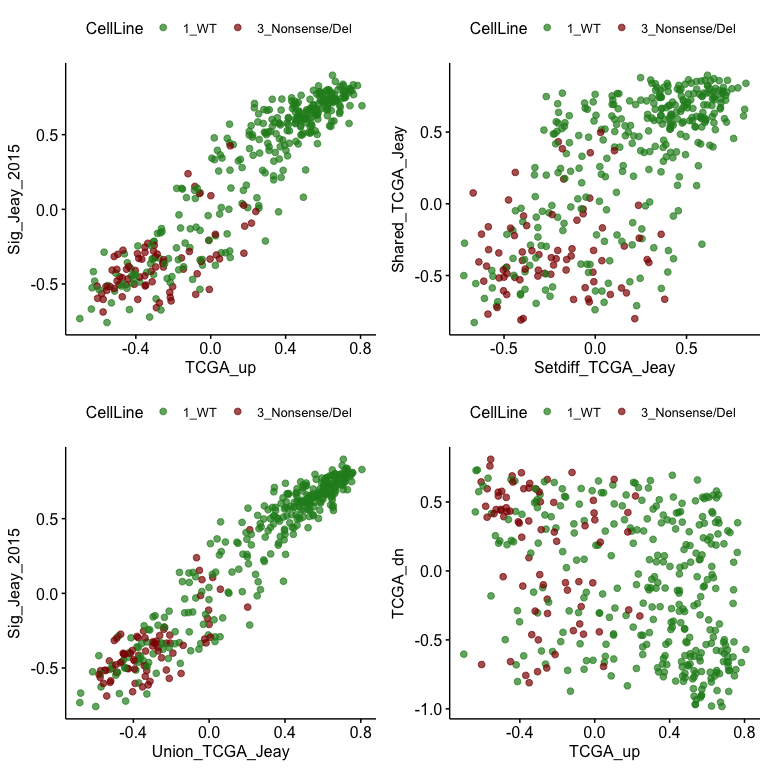 CellLine 1_WT 3_Nonsense/Del
Sig_Jeay_2015
0.5
0.0
-0.5
-0.4 0.0 0.4 0.8
TCGA_up
CellLine 1_WT 3_Nonsense/Del
Shared_TCGA_Jeay
0.5
0.0
-0.5
-0.5 0.0 0.5
Setdiff_TCGA_Jeay
CellLine 1_WT 3_Nonsense/Del
Sig_Jeay_2015
0.5
0.0
-0.5
-0.4 0.0 0.4 0.8
Union_TCGA_Jeay
CellLine 1_WT 3_Nonsense/Del
TCGA_dn
0.5
0.0
-0.5
-1.0
-0.4 0.0 0.4 0.8
TCGA_up